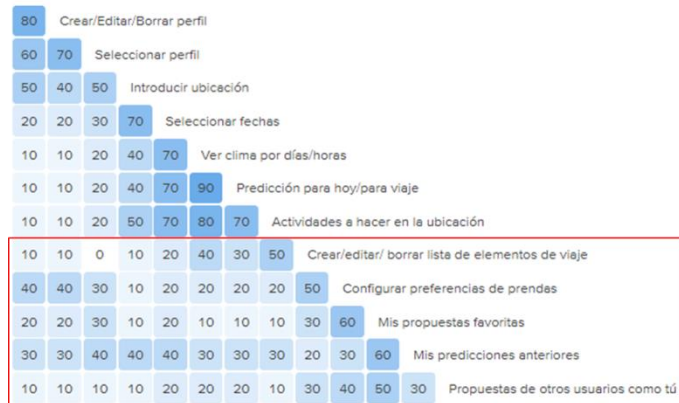 80 Crear/Editar/Borrar perfil
60 70 Seleccionar perfil
50 40 50 Introducir ubicación
20 20 30 70 Seleccionar fechas
10 10 20 40 70 Ver clima por días/horas
10 10 20 40 70 90 Predicción para hoy/para viaje
10 10 20 50 70 80 70 Actividades a hacer en la ubicación
10 10 0 10 20 40 30 50 Crear/editar/ borrar lista de elementos de viaje
40 40 30 10 20 20 20 20 50 Configurar preferencias de prendas
20 20 30 10 20 10 10 10 30 60 Mis propuestas favoritas
30 30 40 40 40 30 30 30 20 30 60 Mis predicciones anteriores
10 10 10 10 20 20 20 10 30 40 50 30 Propuestas de otros usuarios como tú